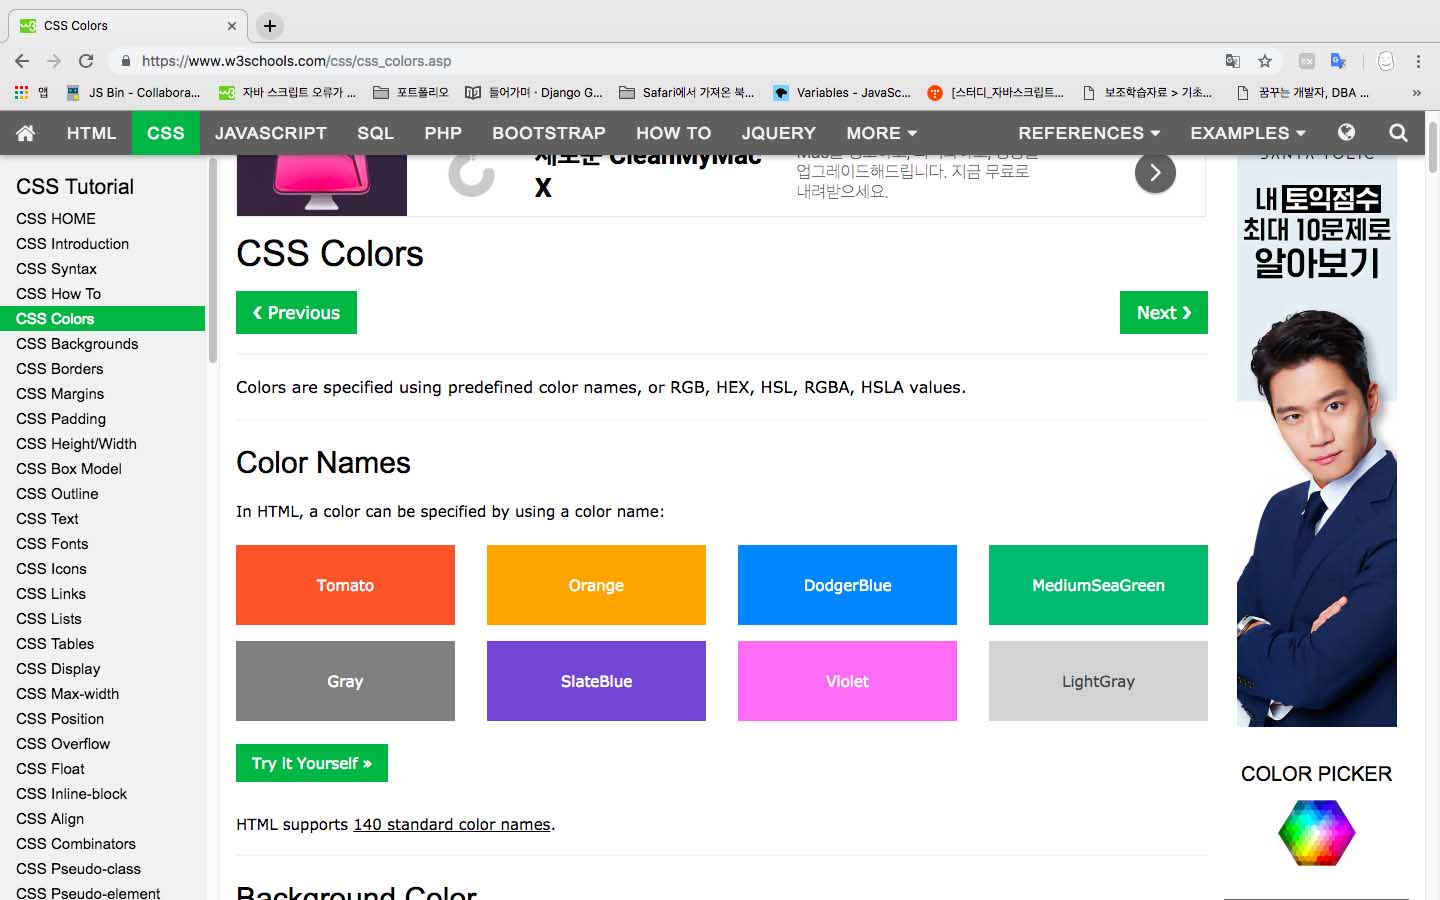 CSS Colors
https://www.w3schools.com/css/css_colors.asp
앱
JS Bin - Collabora...
자바 스크립트 오류가 ...
포트폴리오
들어가며 · Django G...
Safari에서 가져온 북...
Variables - JavaSc...
[스터디_자바스크립트...
보조학습자료 > 기초...
꿈꾸는 개발자, DBA ...
»
HTML
CSS
JAVASCRIPT
SQL
PHP
BOOTSTRAP
HOW TO
JQUERY
MORE
REFERENCES
EXAMPLES
CSS Tutorial
CSS HOME
CSS Introduction
CSS Syntax
CSS How To
CSS Colors
CSS Backgrounds
CSS Borders
CSS Margins
CSS Padding
CSS Height/Width
CSS Box Model
CSS Outline
CSS Text
CSS Fonts
CSS Icons
CSS Links
CSS Lists
CSS Tables
CSS Display
CSS Max-width
CSS Position
CSS Overflow
CSS Float
CSS Inline-block
CSS Align
CSS Combinators
CSS Pseudo-class
CSS Pseudo-element
새로운 CleanMyMac
X
업그레이드해드립니다. 지금 무료로
내려받으세요.
CSS Colors
❮ Previous
Next ❯
Colors are specified using predefined color names, or RGB, HEX, HSL, RGBA, HSLA values.
Color Names
In HTML, a color can be specified by using a color name:
Tomato
Orange
DodgerBlue
MediumSeaGreen
Gray
SlateBlue
Violet
LightGray
Try it Yourself »
HTML supports 140 standard color names.
Background Color
내 토익점수
최대 10문제로
알아보기
COLOR PICKER